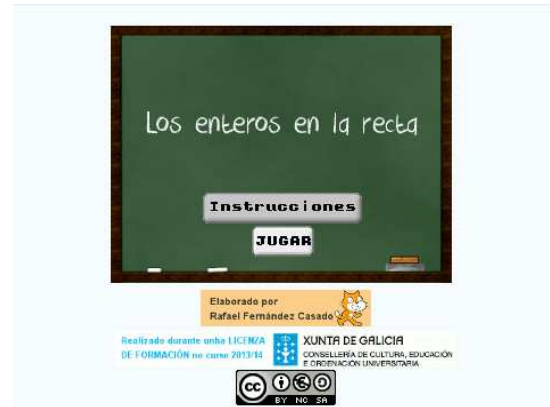 Los enteros en la recta
Instrucciones
JUGAR
Elaborado por
Rafael Fernández Casado
Realizado durante unha LICENZA
DE FORMACIÓN no curso 2013/14
XUNTA DE GALICIA
CONSELLERÍA DE CULTURA, EDUCACIÓN
E ORDENACIÓN UNIVERSITARIA
cc
BY NC SA